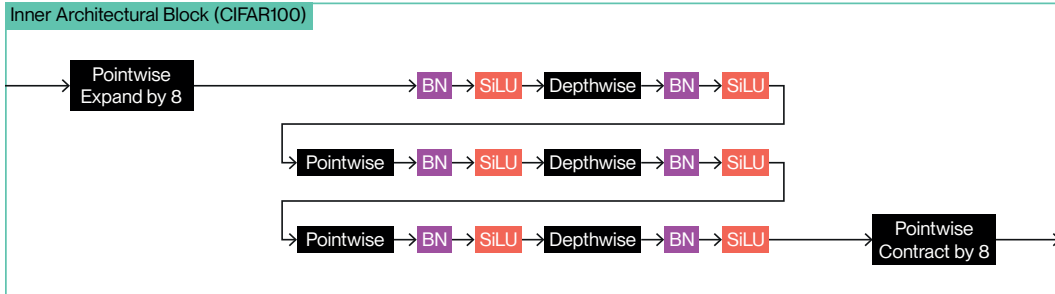 Inner Architectural Block (CIFAR100)
Pointwise
Expand by 8
BN SiLU Depthwise BN SiLU
Pointwise BN SiLU Depthwise BN SiLU
Pointwise BN SiLU Depthwise BN SiLU
Pointwise
Contract by 8